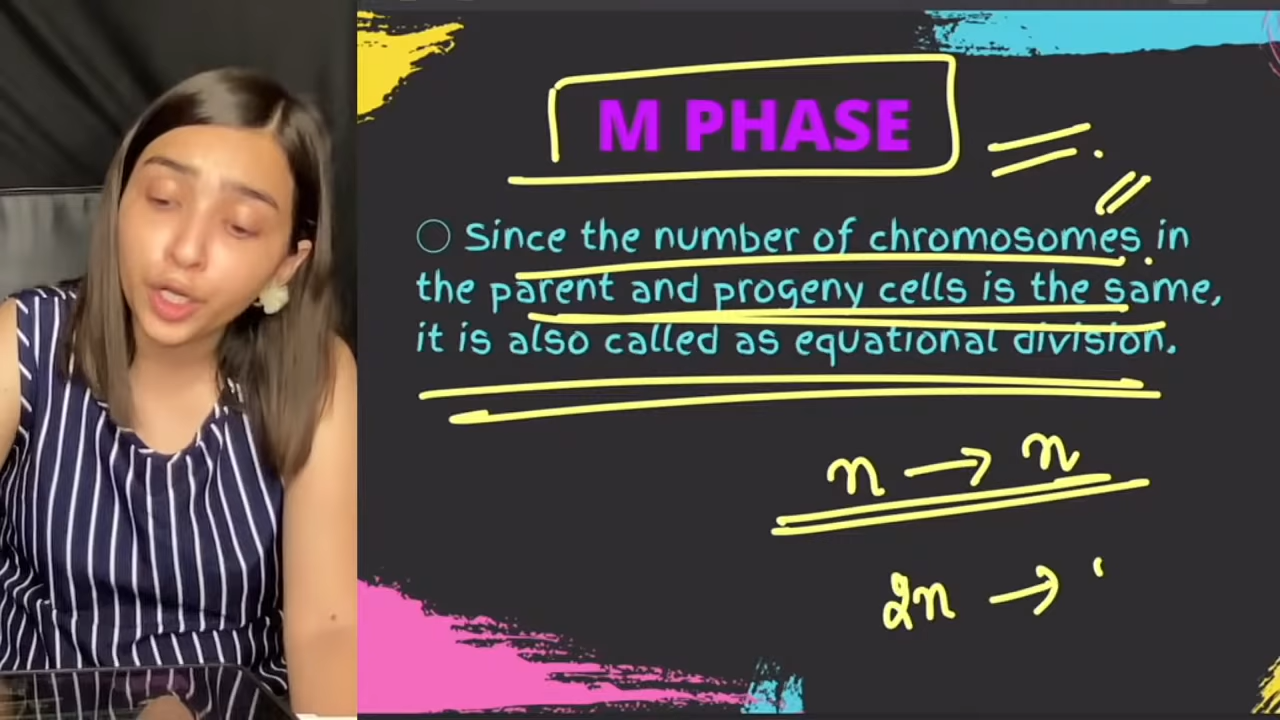 M PHASE
Since the number of chromosomes in
the parent and progeny cells is the same,
it is also called as equational division.
n → n
2n →